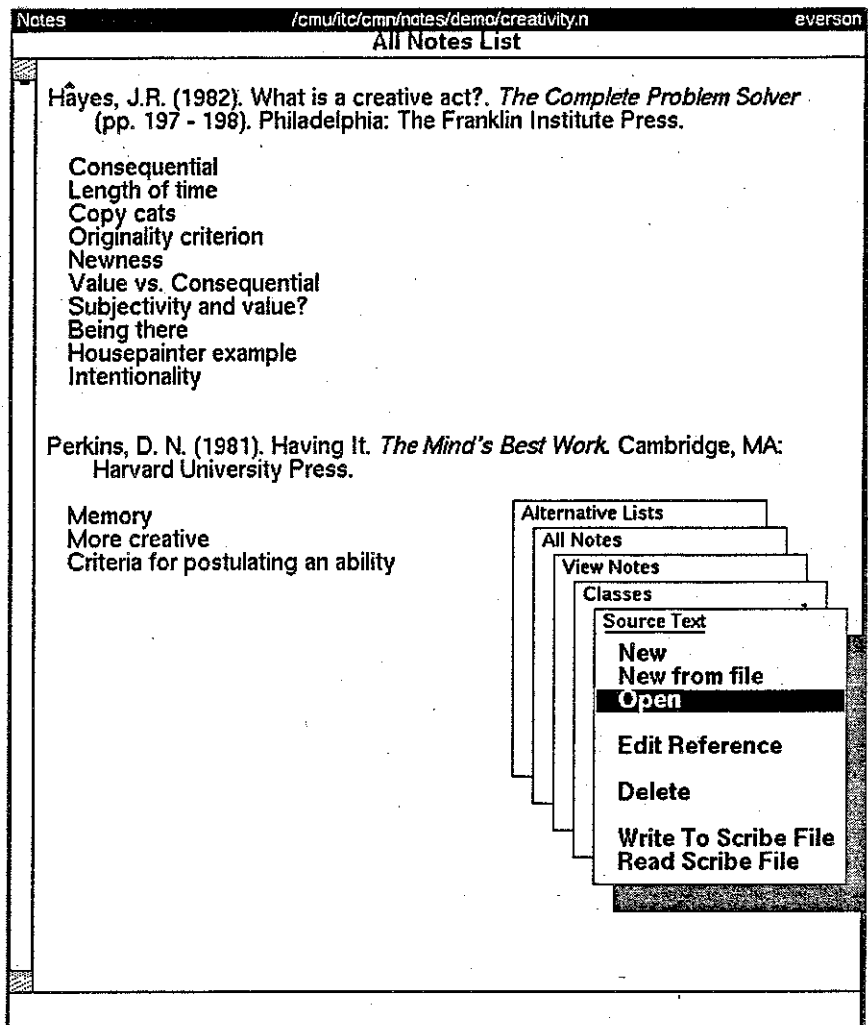 Notes /cmu/itc/cmn/notes/demo/creativity.n everson
All Notes List
Hayes, J.R. (1982). What is a creative act?. The Complete Problem Solver
(pp. 197 - 198). Philadelphia: The Franklin Institute Press.
Consequential
Length of time
Copy cats
Originality criterion
Newness
Value vs. Consequential
Subjectivity and value?
Being there
Housepainter example
Intentionality
Perkins, D. N. (1981). Having It. The Mind's Best Work. Cambridge, MA:
Harvard University Press.
Memory
More creative
Criteria for postulating an ability
Alternative Lists
All Notes
View Notes
Classes
Source Text
New
New from file
Open
Edit Reference
Delete
Write To Scribe File
Read Scribe File